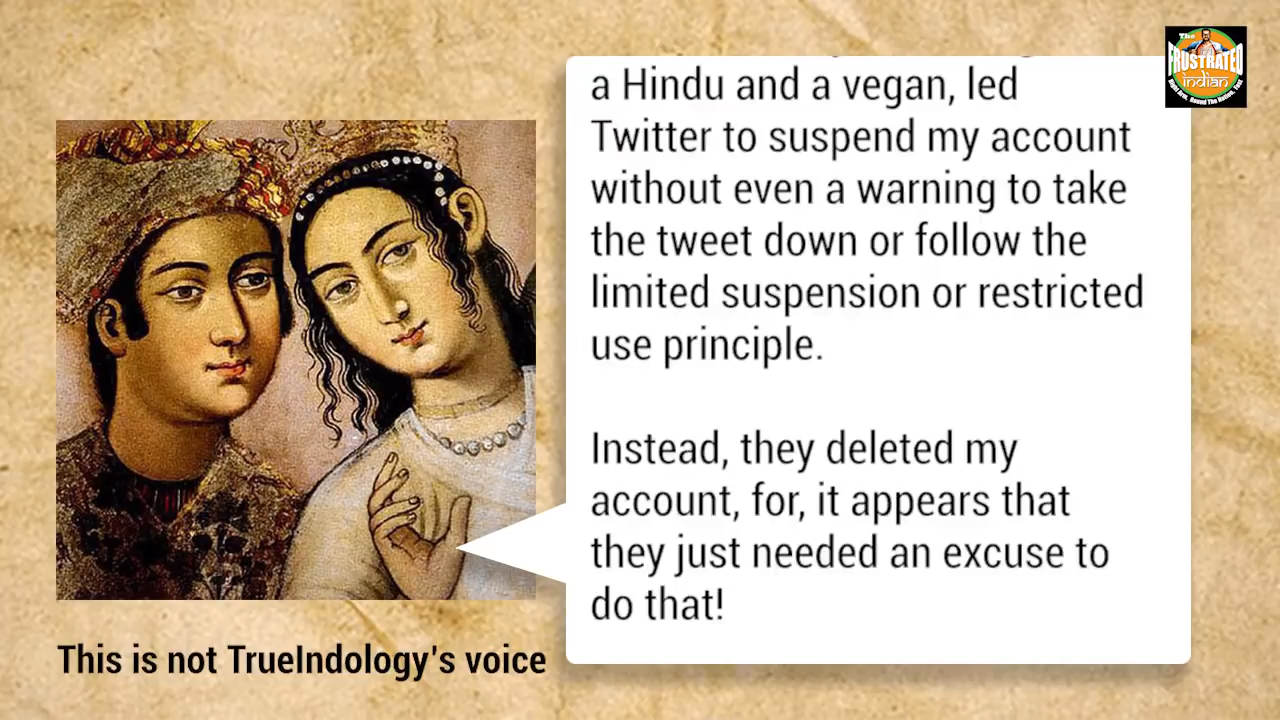 The
FRUSTRATED
indian
a Hindu and a vegan, led
Twitter to suspend my account
without even a warning to take
the tweet down or follow the
limited suspension or restricted
use principle.
Instead, they deleted my
account, for, it appears that
they just needed an excuse to
do that!
This is not TrueIndology's voice